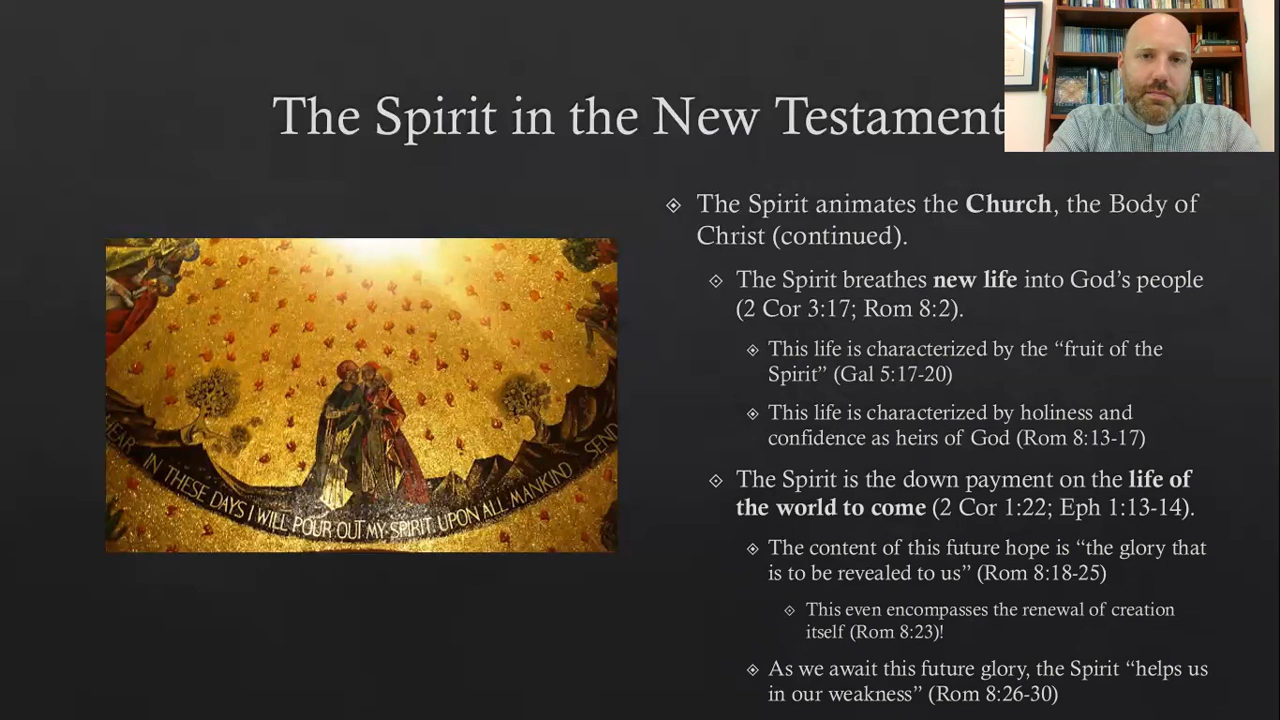 The Spirit in the New Testament
The Spirit animates the Church, the Body of
Christ (continued).
The Spirit breathes new life into God’s people
(2 Cor 3:17; Rom 8:2).
This life is characterized by the “fruit of the
Spirit” (Gal 5:17-20)
This life is characterized by holiness and
confidence as heirs of God (Rom 8:13-17)
The Spirit is the down payment on the life of
the world to come (2 Cor 1:22; Eph 1:13-14).
The content of this future hope is “the glory that
is to be revealed to us” (Rom 8:18-25)
This even encompasses the renewal of creation
itself (Rom 8:23)!
As we await this future glory, the Spirit “helps us
in our weakness” (Rom 8:26-30)
IN THESE DAYS I WILL POUR OUT MY SPIRIT UPON ALL MANKIND SEND